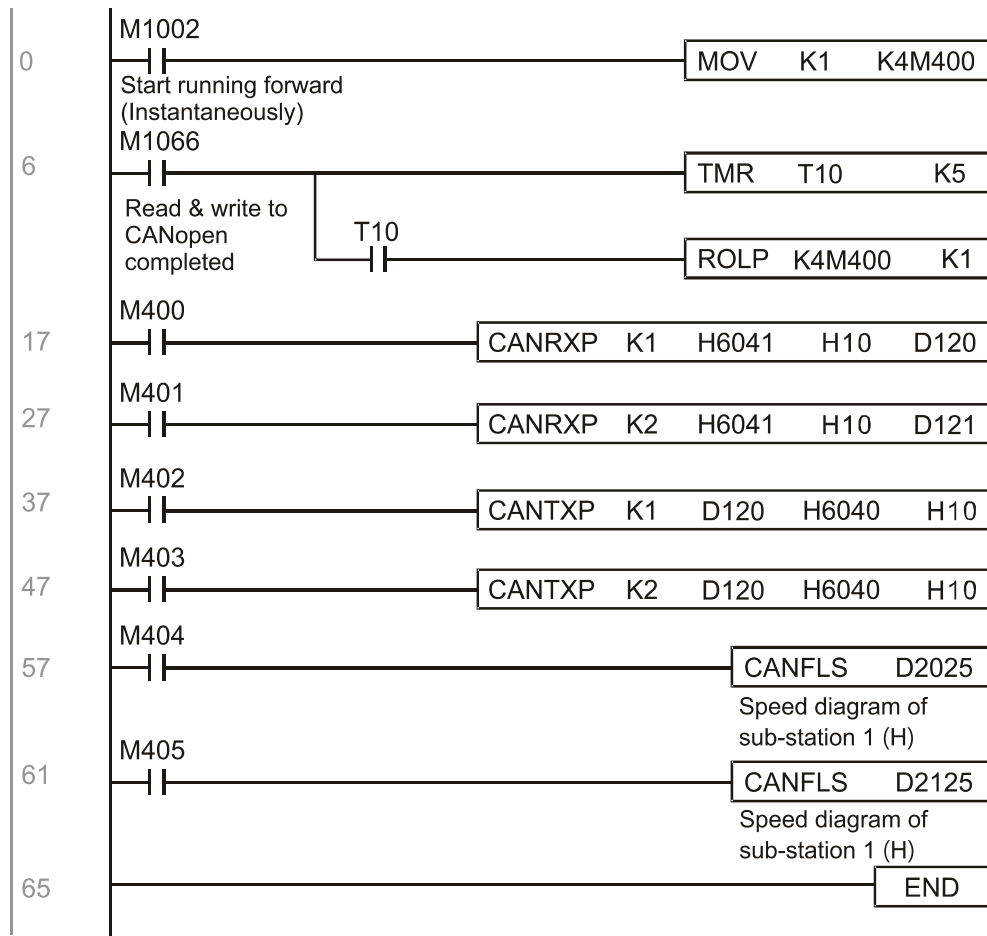 M1002
0 MOV K1 K4M400
Start running forward
(Instantaneously)
M1066
6 TMR T10 K5
Read & write to
CANopen
completed
T10
ROLP K4M400 K1
M400
17 CANRXP K1 H6041 H10 D120
M401
27 CANRXP K2 H6041 H10 D121
M402
37 CANTXP K1 D120 H6040 H10
M403
47 CANTXP K2 D120 H6040 H10
M404
57 CANFLS D2025
Speed diagram of
sub-station 1 (H)
M405
61 CANFLS D2125
Speed diagram of
sub-station 1 (H)
65 END